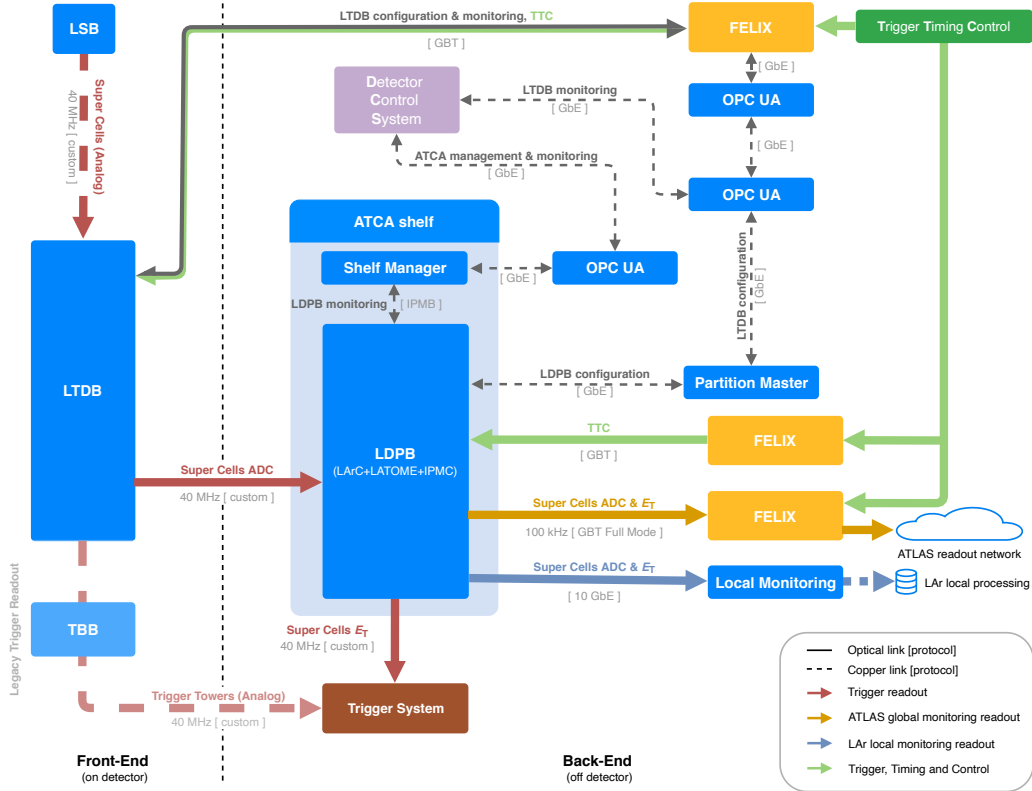 LSB
LTDB configuration & monitoring, TTC
[ GBT ]
FELIX
Trigger Timing Control
Super Cells (Analog)
40 MHz [ custom ]
[ GbE ]
Detector
Control
System
LTDB monitoring
[ GbE ]
OPC UA
[ GbE ]
ATCA management & monitoring
[ GbE ]
OPC UA
ATCA shelf
Shelf Manager
[ GbE ]
OPC UA
LTDB configuration
[ GbE ]
LDPB monitoring
[ IPMB ]
LTDB
LDPB configuration
[ GbE ]
Partition Master
TTC
[ GBT ]
FELIX
LDPB
(LArC+LATOME+IPMC)
Super Cells ADC
40 MHz [ custom ]
Super Cells ADC & ET
100 kHz [ GBT Full Mode ]
FELIX
ATLAS readout network
Super Cells ADC & ET
[ 10 GbE ]
Local Monitoring
LAr local processing
Legacy Trigger Readout
TBB
Super Cells ET
40 MHz [ custom ]
Trigger Towers (Analog)
40 MHz [ custom ]
Trigger System
Optical link [protocol]
Copper link [protocol]
Trigger readout
ATLAS global monitoring readout
LAr local monitoring readout
Trigger, Timing and Control
Front-End
(on detector)
Back-End
(off detector)